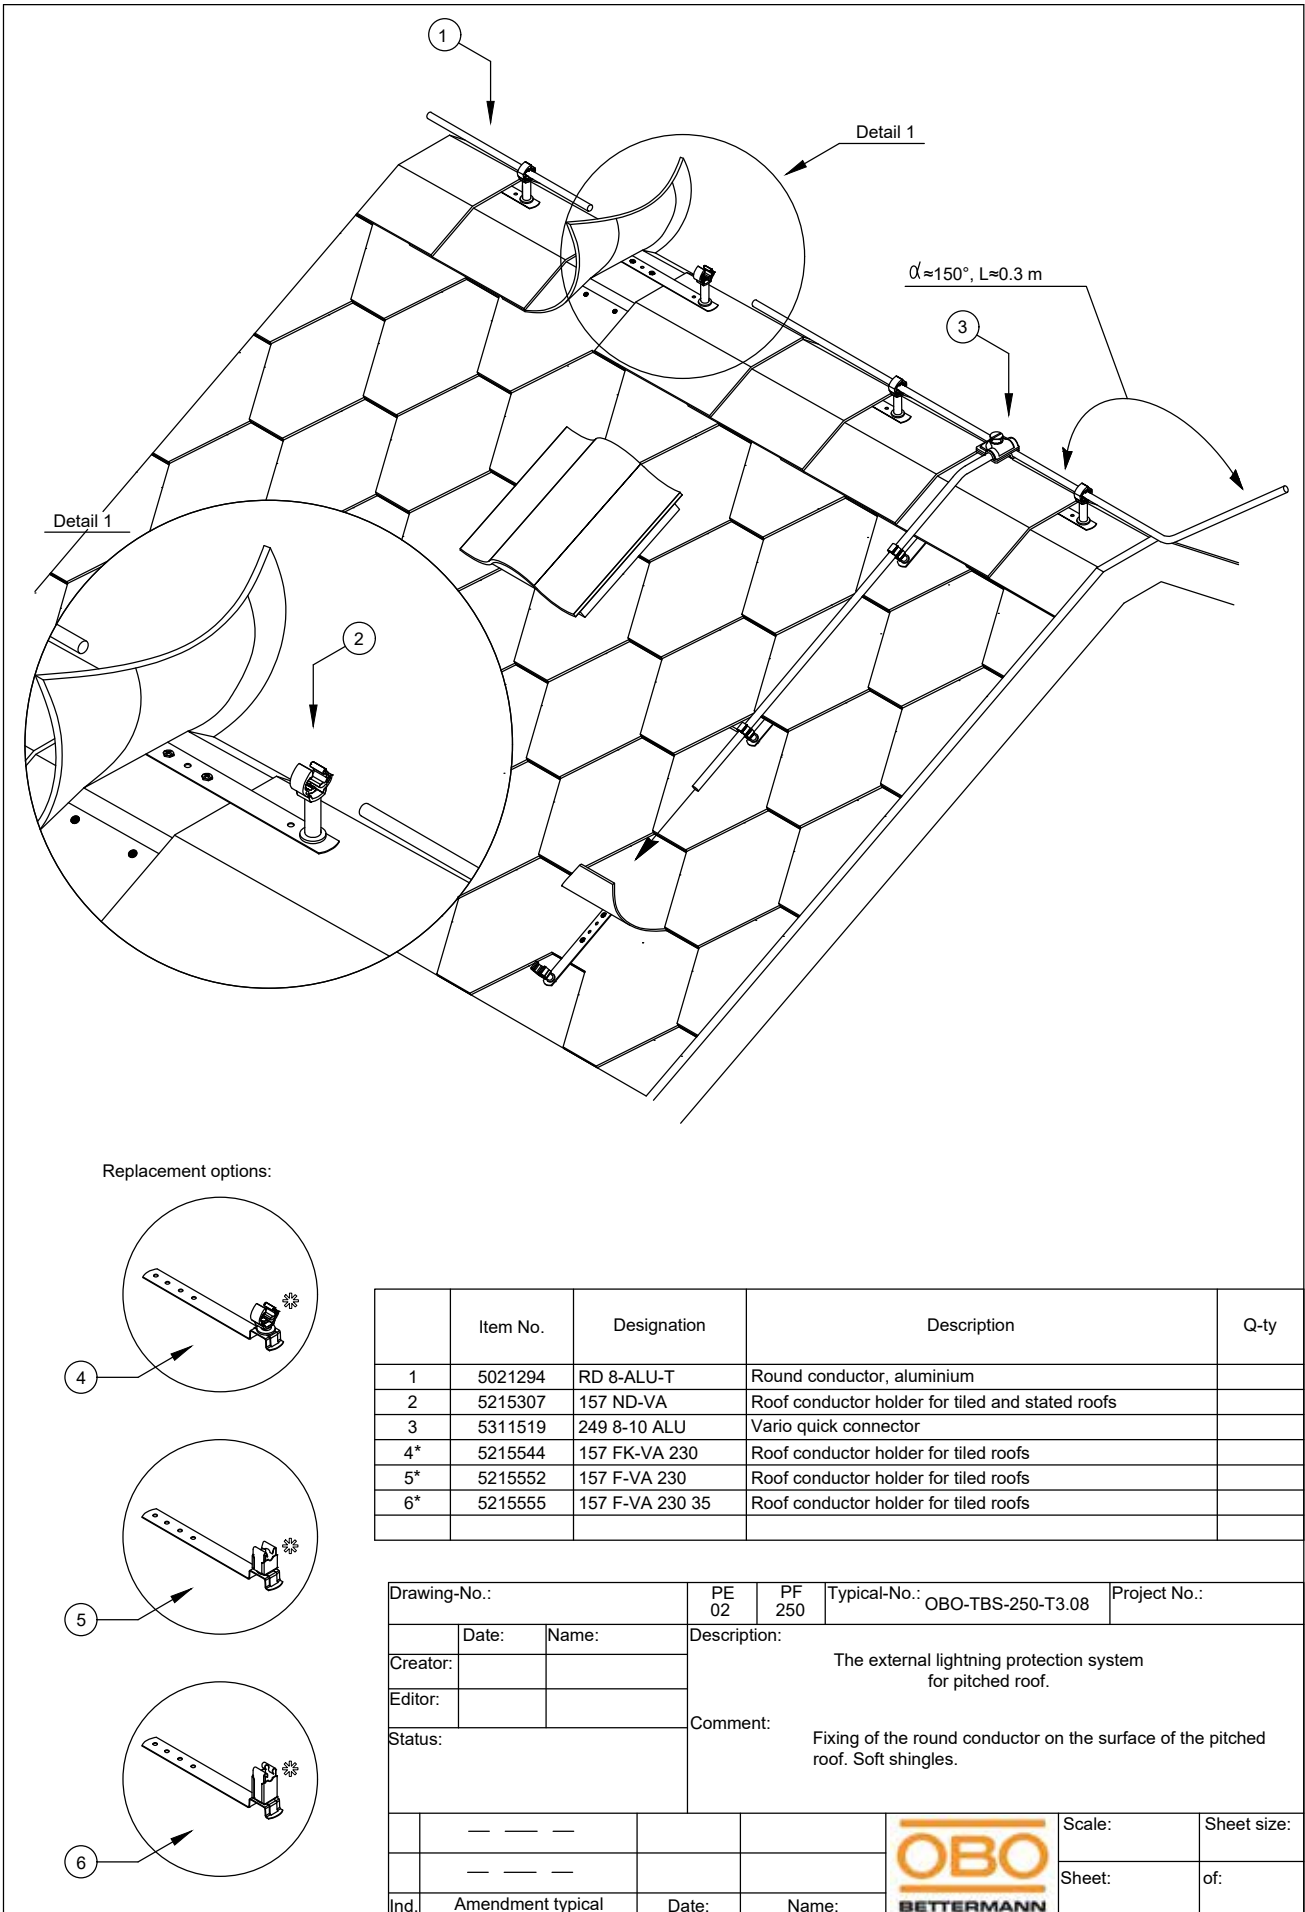 1
Detail 1
α≈150°, L≈0.3 m
3
Detail 1
2
Replacement options:
4
5
6
Item No. Designation Description Q-ty
1 5021294 RD 8-ALU-T Round conductor, aluminium
2 5215307 157 ND-VA Roof conductor holder for tiled and stated roofs
3 5311519 249 8-10 ALU Vario quick connector
4* 5215544 157 FK-VA 230 Roof conductor holder for tiled roofs
5* 5215552 157 F-VA 230 Roof conductor holder for tiled roofs
6* 5215555 157 F-VA 230 35 Roof conductor holder for tiled roofs
Drawing-No.: PE 02 PF 250 Typical-No.: OBO-TBS-250-T3.08 Project No.:
Date: Name:
Creator:
Editor:
Status:
Description:
The external lightning protection system
for pitched roof.
Comment:
Fixing of the round conductor on the surface of the pitched
roof. Soft shingles.
Ind. Amendment typical Date: Name:
OBO
BETTERMANN
Scale: Sheet size:
Sheet: of: